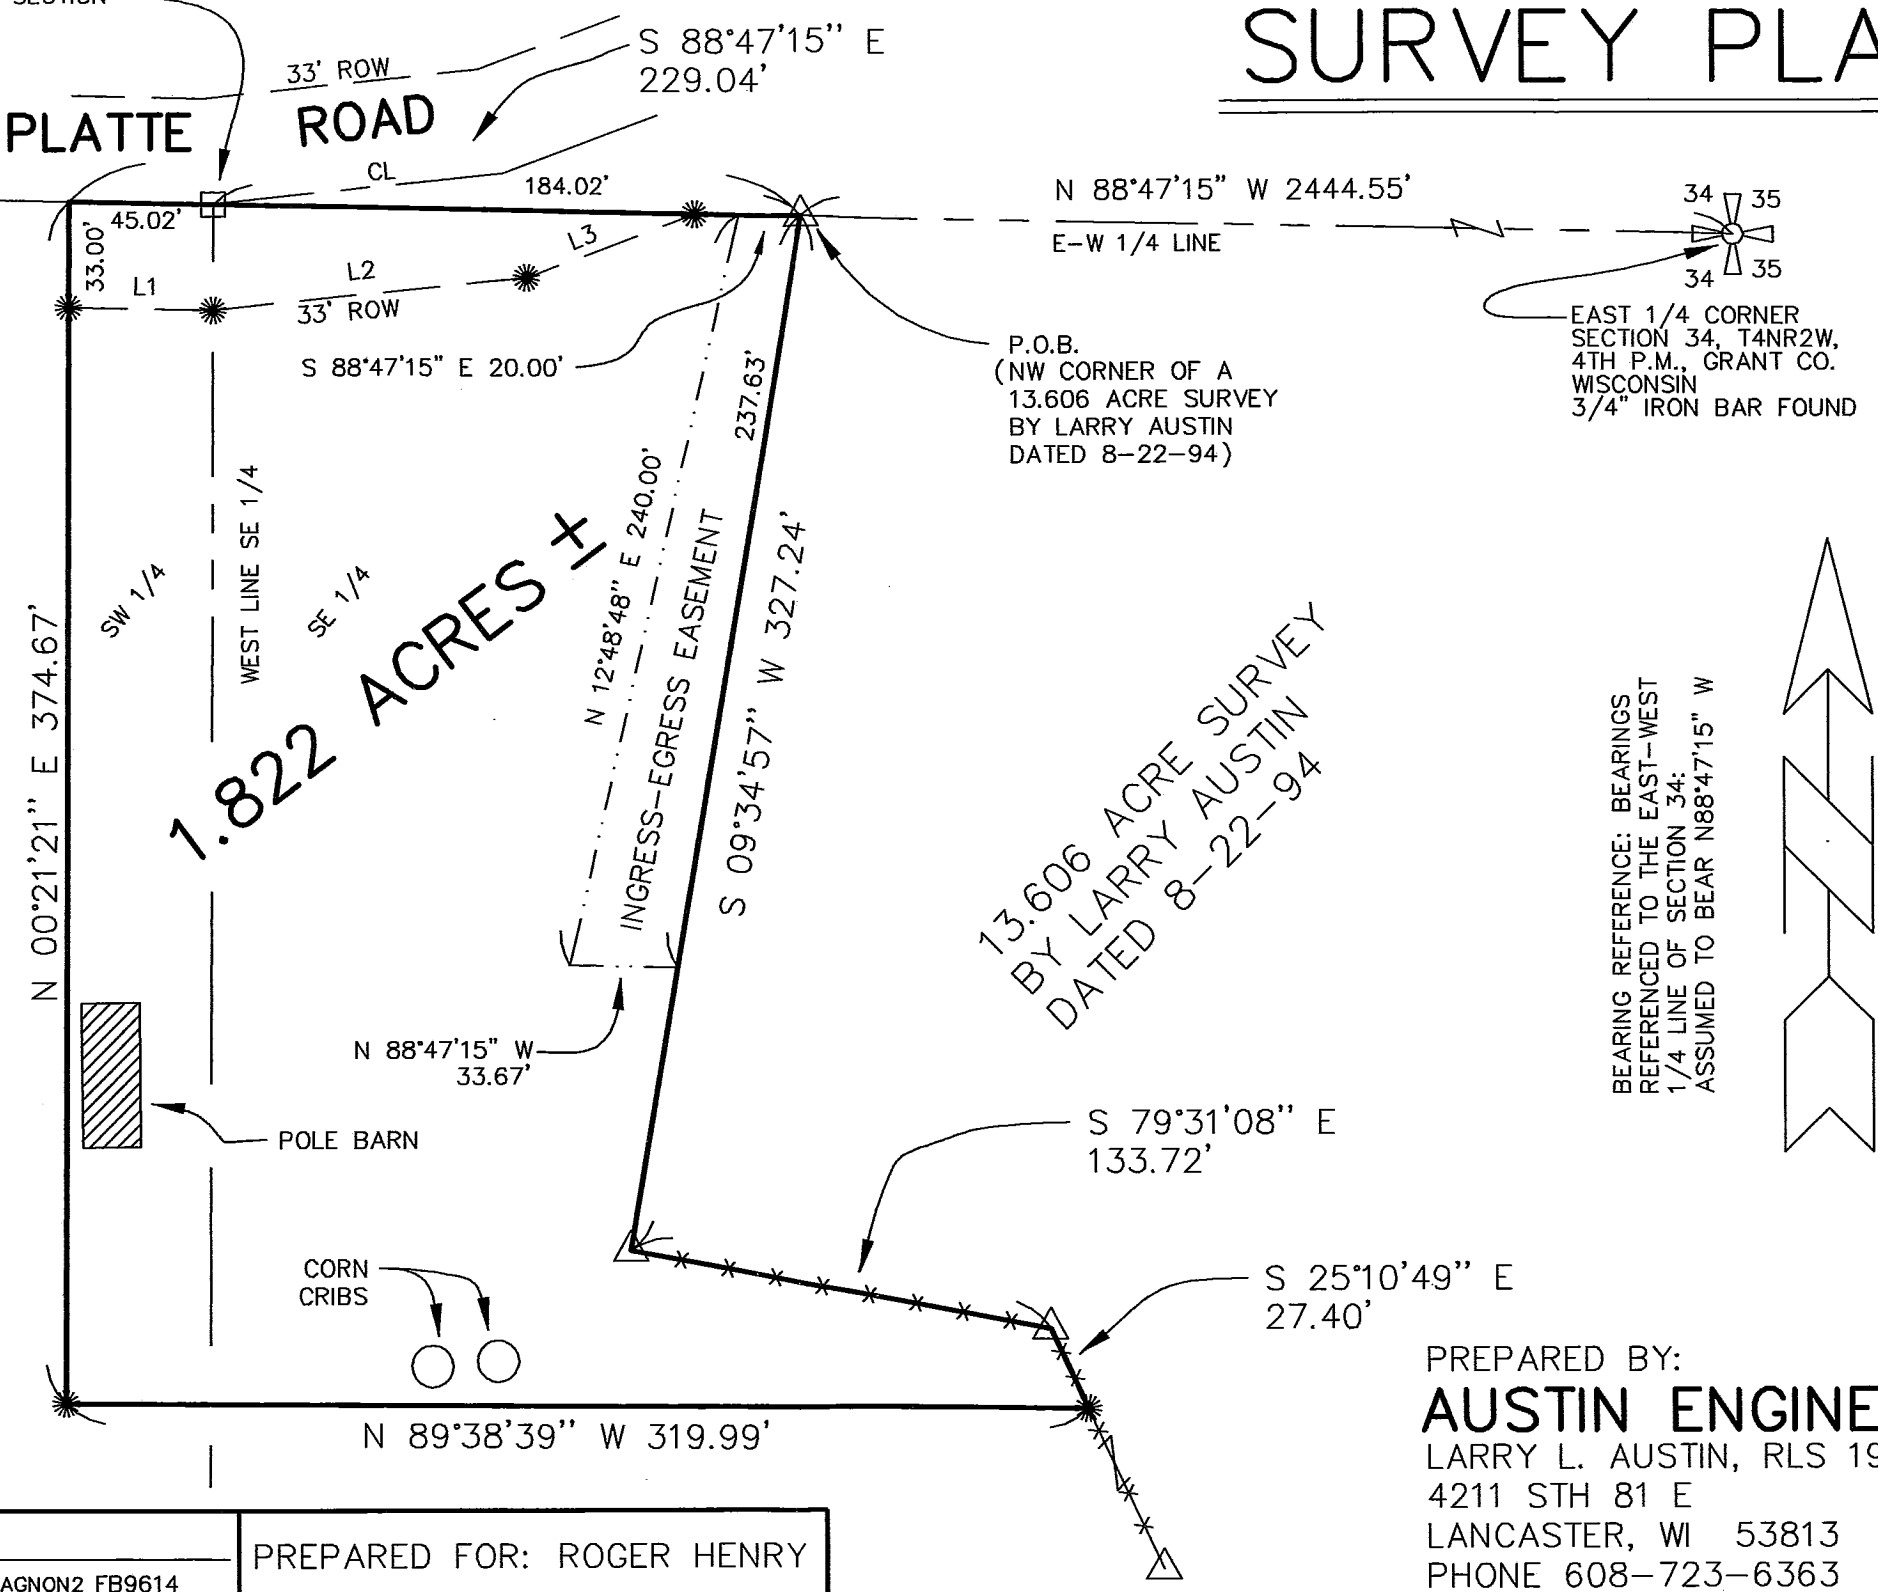 SECTION
SURVEY PLA
S 88°47'15" E
229.04'
33' ROW
PLATTE ROAD
CL
184.02'
45.02'
33.00'
L1
L2
L3
33' ROW
S 88°47'15" E 20.00'
N 88°47'15" W 2444.55'
E-W 1/4 LINE
34
35
34
35
EAST 1/4 CORNER
SECTION 34, T4NR2W,
4TH P.M., GRANT CO.
WISCONSIN
3/4" IRON BAR FOUND
P.O.B.
(NW CORNER OF A
13.606 ACRE SURVEY
BY LARRY AUSTIN
DATED 8-22-94)
237.63'
N 12°48'48" E 240.00'
INGRESS-EGRESS EASEMENT
S 09°34'57" W 327.24'
WEST LINE SE 1/4
SW 1/4
SE 1/4
1.822 ACRES ±
N 00°21'21" E 374.67'
13.606 ACRE SURVEY
BY LARRY AUSTIN
DATED 8-22-94
BEARING REFERENCE: BEARINGS
REFERENCED TO THE EAST-WEST
1/4 LINE OF SECTION 34:
ASSUMED TO BEAR N88°47'15" W
N 88°47'15" W
33.67'
POLE BARN
S 79°31'08" E
133.72'
CORN
CRIBS
S 25°10'49" E
27.40'
N 89°38'39" W 319.99'
PREPARED BY:
AUSTIN ENGINE
LARRY L. AUSTIN, RLS 19
4211 STH 81 E
LANCASTER, WI 53813
PHONE 608-723-6363
PREPARED FOR: ROGER HENRY
AGNON2 FB9614